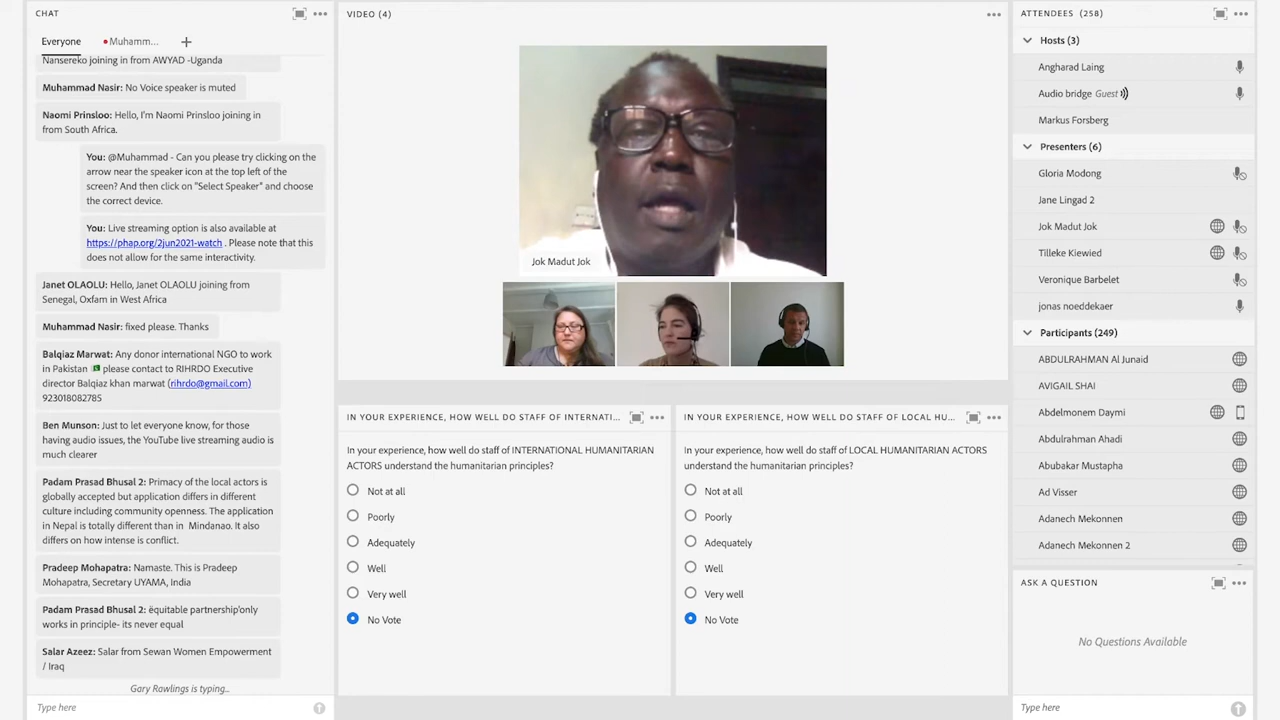 CHAT
Everyone
Muhamm...
Nansereko joining in from AWYAD -Uganda
Muhammad Nasir: No Voice speaker is muted
Naomi Prinsloo: Hello, I'm Naomi Prinsloo joining in
from South Africa.
You: @Muhammad - Can you please try clicking on the
arrow near the speaker icon at the top left of the
screen? And then click on "Select Speaker" and choose
the correct device.
You: Live streaming option is also available at
https://phap.org/2jun2021-watch . Please note that this
does not allow for the same interactivity.
Janet OLAOLU: Hello, Janet OLAOLU joining from
Senegal, Oxfam in West Africa
Muhammad Nasir: fixed please. Thanks
Balqiaz Marwat: Any donor international NGO to work
in Pakistan 🇵🇰 please contact to RIHRDO Executive
director Balqiaz khan marwat (rihrdo@gmail.com)
923018082785
Ben Munson: Just to let everyone know, for those
having audio issues, the YouTube live streaming audio is
much clearer
Padam Prasad Bhusal 2: Primacy of the local actors is
globally accepted but application differs in different
culture including community openness. The application
in Nepal is totally different than in Mindanao. It also
differs on how intense is conflict.
Pradeep Mohapatra: Namaste. This is Pradeep
Mohapatra, Secretary UYAMA, India
Padam Prasad Bhusal 2: ëquitable partnership'only
works in principle- its never equal
Salar Azeez: Salar from Sewan Women Empowerment
/ Iraq
Gary Rawlings is typing..
Type here
VIDEO (4)
Jok Madut Jok
IN YOUR EXPERIENCE, HOW WELL DO STAFF OF INTERNATI...
In your experience, how well do staff of INTERNATIONAL HUMANITARIAN
ACTORS understand the humanitarian principles?
Not at all
Poorly
Adequately
Well
Very well
No Vote
IN YOUR EXPERIENCE, HOW WELL DO STAFF OF LOCAL HU...
In your experience, how well do staff of LOCAL HUMANITARIAN ACTORS
understand the humanitarian principles?
Not at all
Poorly
Adequately
Well
Very well
No Vote
ATTENDEES (258)
Hosts (3)
Angharad Laing
Audio bridge Guest
Markus Forsberg
Presenters (6)
Gloria Modong
Jane Lingad 2
Jok Madut Jok
Tilleke Kiewied
Veronique Barbelet
jonas noeddekaer
Participants (249)
ABDULRAHMAN Al Junaid
AVIGAIL SHAI
Abdelmonem Daymi
Abdulrahman Ahadi
Abubakar Mustapha
Ad Visser
Adanech Mekonnen
Adanech Mekonnen 2
ASK A QUESTION
No Questions Available
Type here